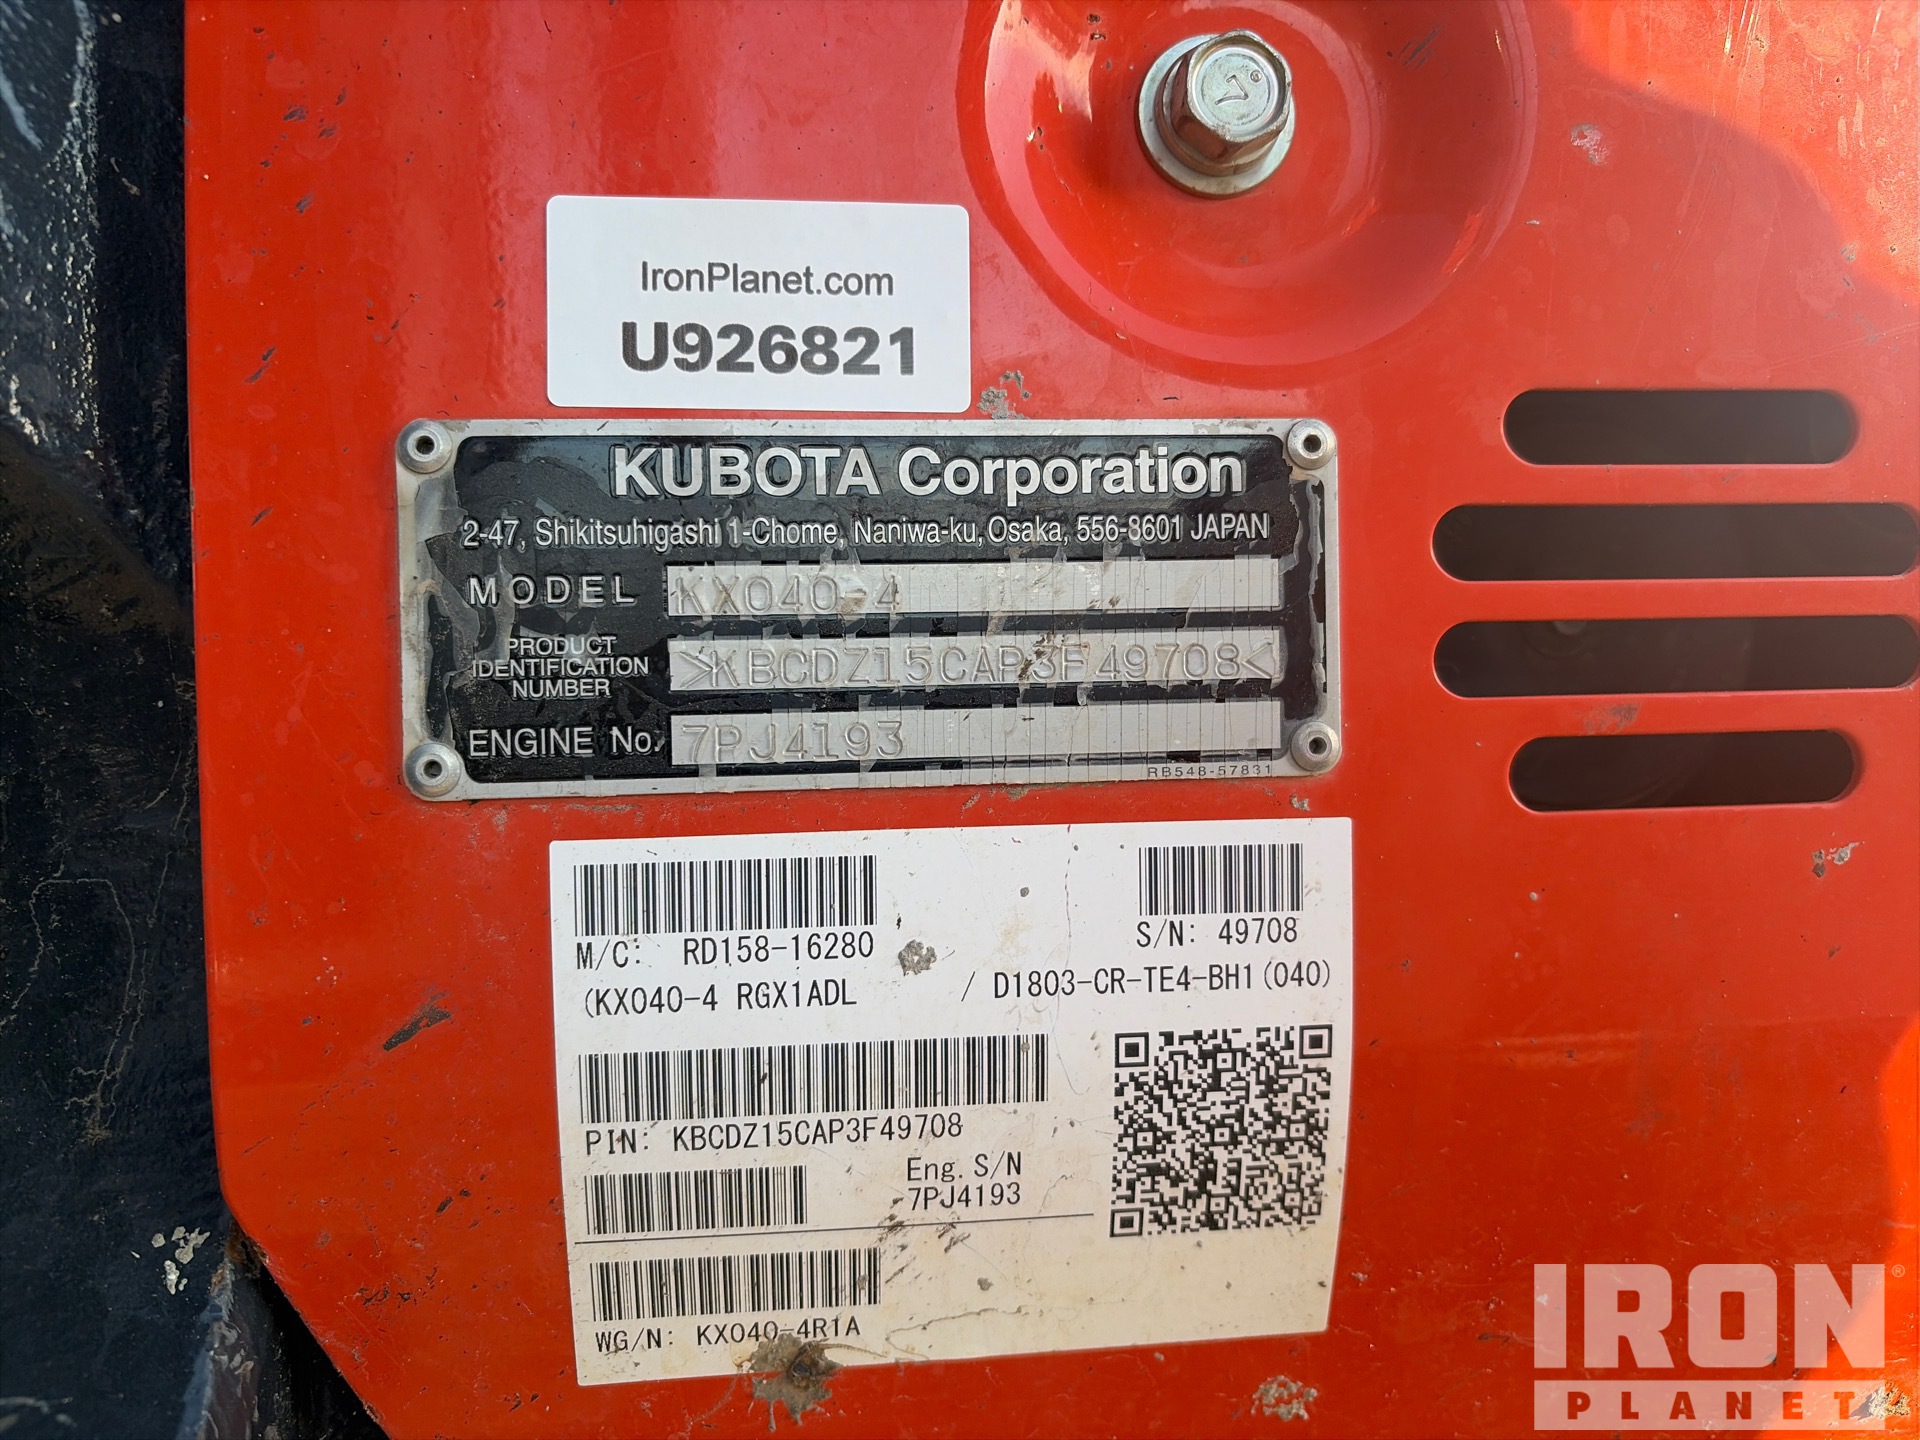 7
IronPlanet.com
U926821
KUBOTA Corporation
2-47, Shikitsuhigashi 1-Chome, Naniwa-ku, Osaka, 556-8601 JAPAN
MODEL KX040-4
PRODUCT IDENTIFICATION NUMBER >KBCDZ15CAP3F49708<
ENGINE No. 7PJ4193
RB548-57831
M/C: RD158-16280 S/N: 49708
(KX040-4 RGX1ADL / D1803-CR-TE4-BH1(040)
PIN: KBCDZ15CAP3F49708
Eng. S/N
7PJ4193
WG/N: KX040-4R1A
IRON®
PLANET